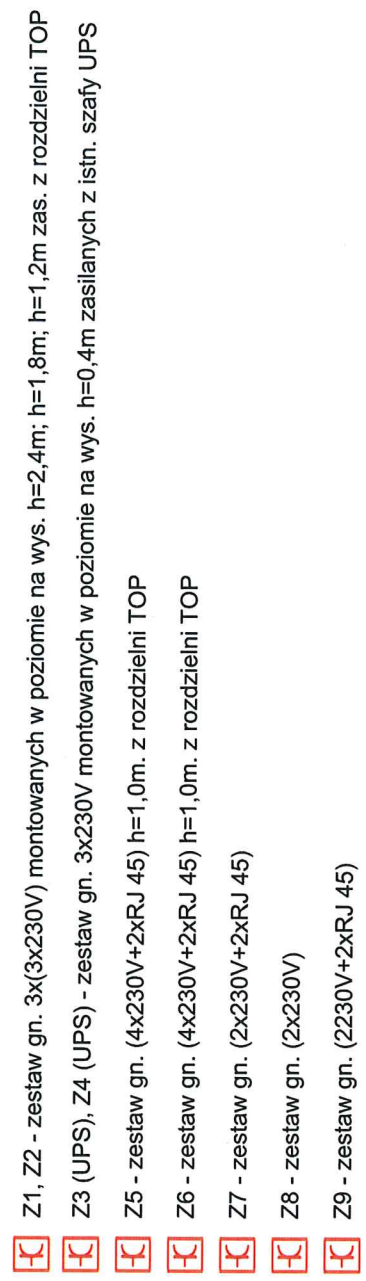 Z1, Z2 - zestaw gn. 3x(3x230V) montowanych w poziomie na wys. h=2,4m; h=1,8m; h=1,2m zas. z rozdzielni TOP
Z3 (UPS), Z4 (UPS) - zestaw gn. 3x230V montowanych w poziomie na wys. h=0,4m zasilanych z istn. szafy UPS
Z5 - zestaw gn. (4x230V+2xRJ 45) h=1,0m. z rozdzielni TOP
Z6 - zestaw gn. (4x230V+2xRJ 45) h=1,0m. z rozdzielni TOP
Z7 - zestaw gn. (2x230V+2xRJ 45)
Z8 - zestaw gn. (2x230V)
Z9 - zestaw gn. (2230V+2xRJ 45)